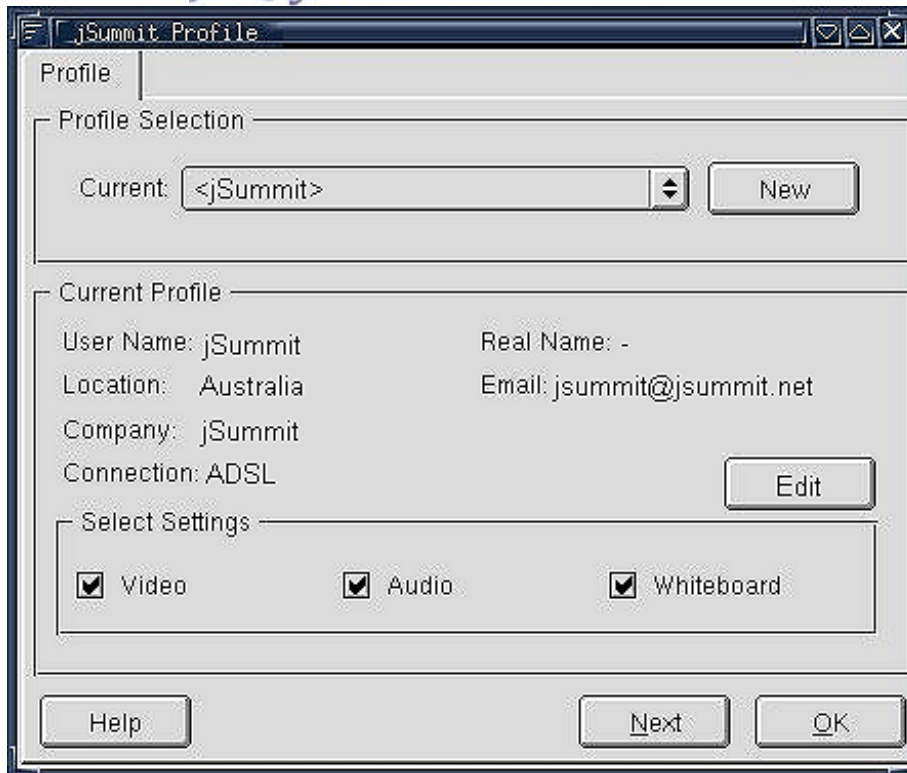 jSummit Profile
Profile
Profile Selection
Current: <jSummit> New
Current Profile
User Name: jSummit Real Name: -
Location: Australia Email: jsummit@jsummit.net
Company: jSummit
Connection: ADSL
Edit
Select Settings
Video Audio Whiteboard
Help Next OK